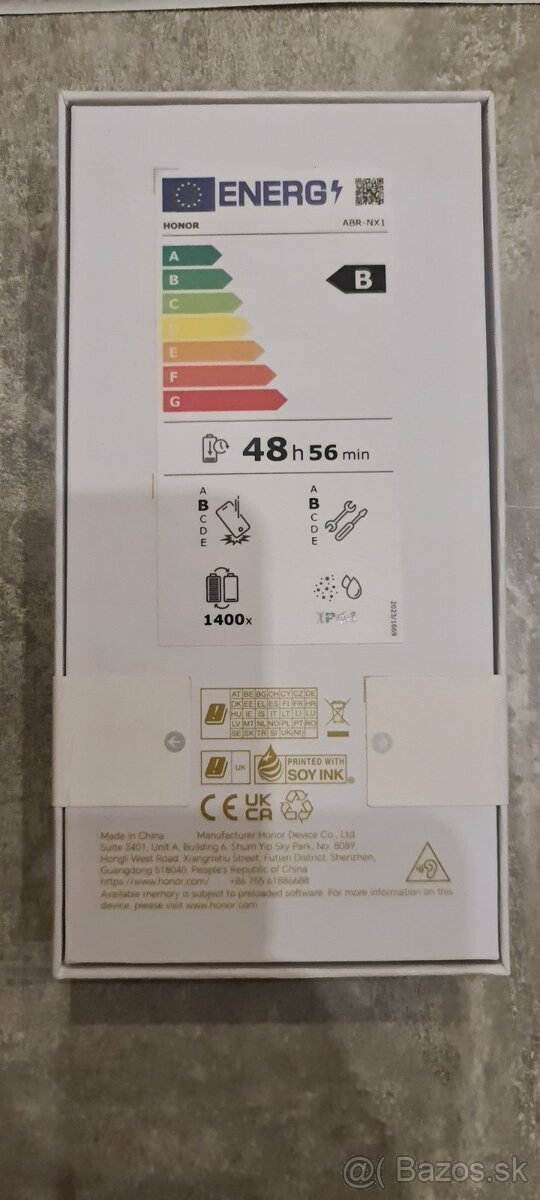 ENERG
HONOR ABR-NX1
A
B
B
C
D
E
F
G
48 h 56 min
A
B
C
D
E
A
B
C
D
E
1400x
IP64
2023/1669
AT BE BG CH CY CZ DE
DK EE EL ES FI FR HR
HU IE IS IT LT LI LU
LV MT NL NO PL PT RO
SE SK TR SI UK(NI)
UK
PRINTED WITH
SOY INK®
CE UK CA
Made in China Manufacturer Honor Device Co., Ltd.
Suite 3401, Unit A, Building 6, Shum Yip Sky Park, No. 8089
Hongli West Road, Xiangmihu Street, Futian District, Shenzhen,
Guangdong 518040, People's Republic of China
https://www.honor.com/ +86 755 61886688
Available memory is subject to preloaded software. For more information on this
device, please visit www.honor.com
@( Bazos.sk